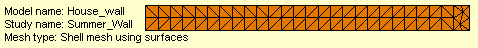 Model name: House_wall
Study name: Summer_Wall
Mesh type: Shell mesh using surfaces